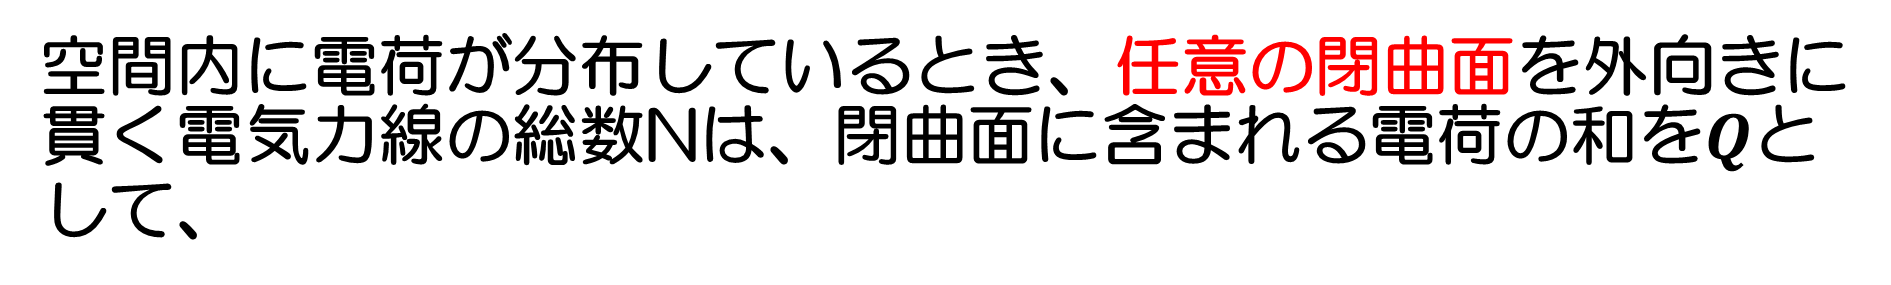 空間内に電荷が分布しているとき、任意の閉曲面を外向きに
貫く電気力線の総数Nは、閉曲面に含まれる電荷の和をQと
して、